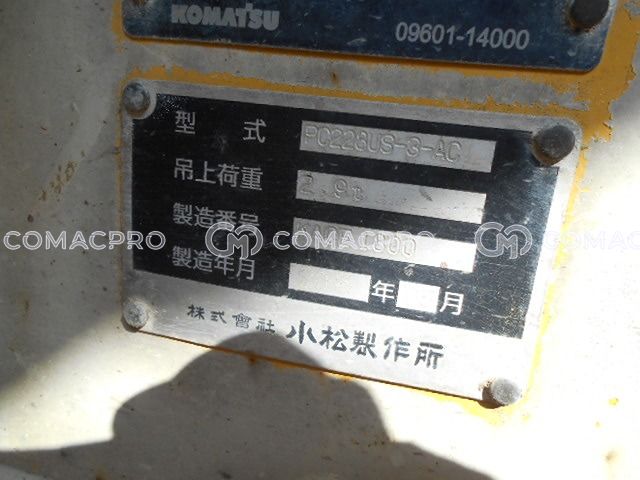 KOMATSU
09601-14000
型 式 PC228US-3-AC
吊上荷重 2.9t
製造番号
COMACPRO COMACPRO COMACPRO
製造年月 年 月
株式會社 小松製作所